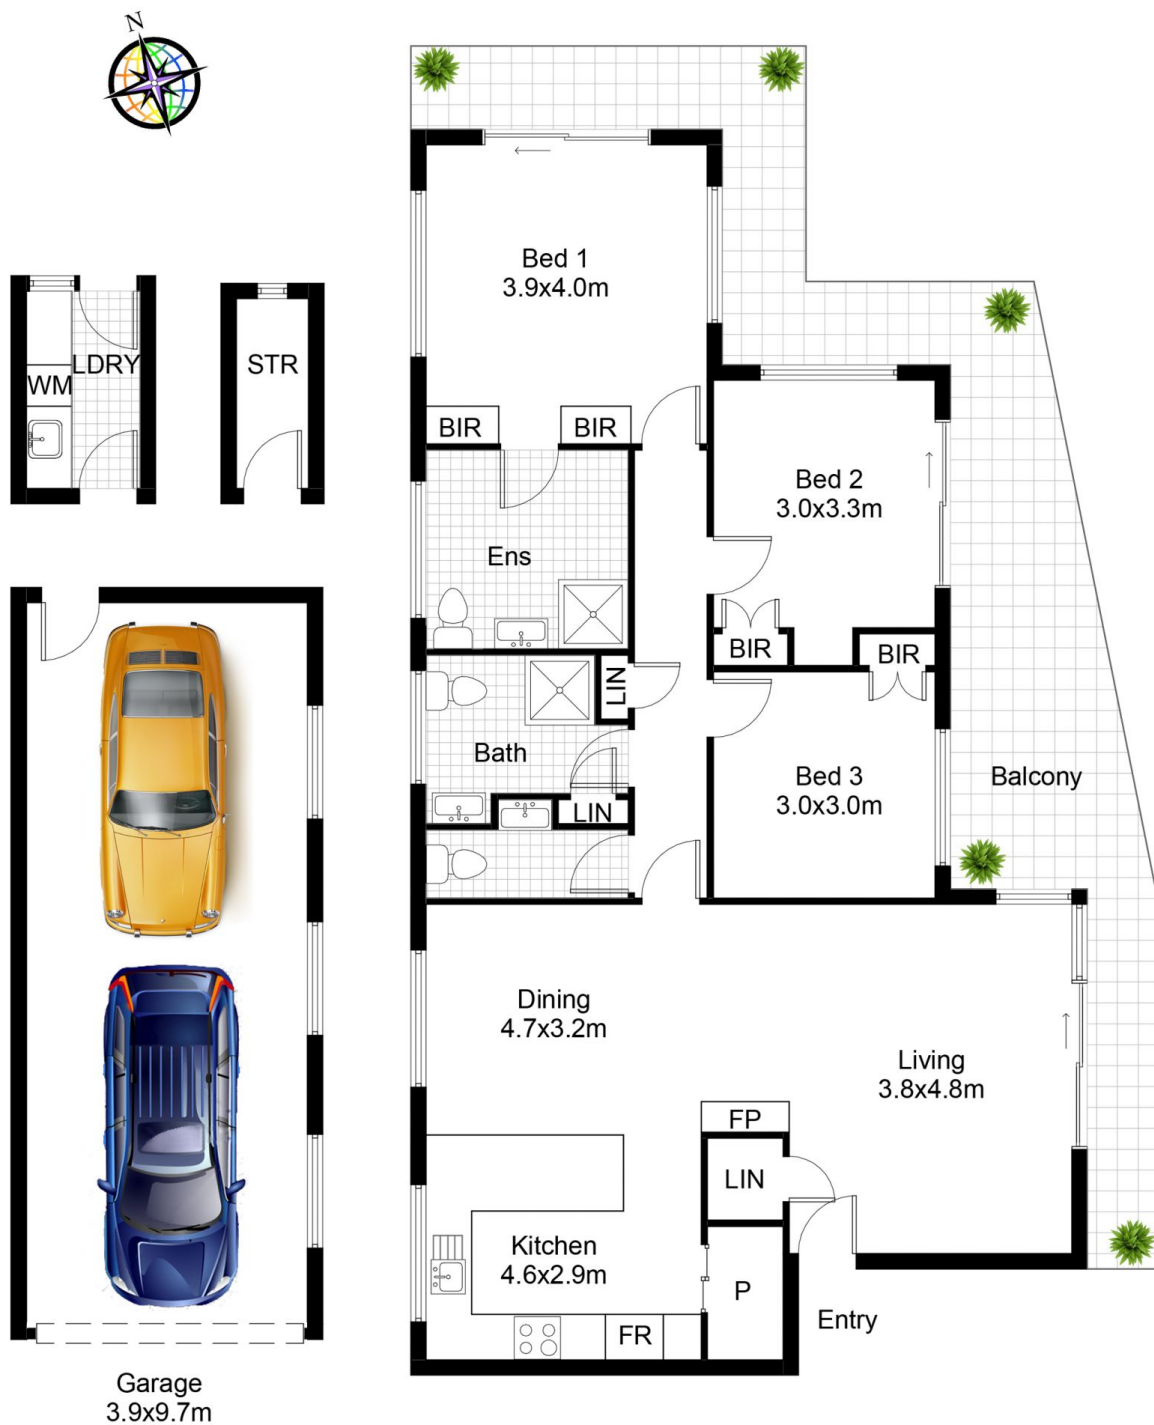 N
Bed 1
3.9x4.0m
LDRY
WM
STR
BIR
BIR
Bed 2
3.0x3.3m
Ens
BIR
BIR
LIN
Bath
Bed 3
3.0x3.0m
Balcony
LIN
Dining
4.7x3.2m
Living
3.8x4.8m
FP
LIN
Kitchen
4.6x2.9m
P
FR
Entry
Garage
3.9x9.7m